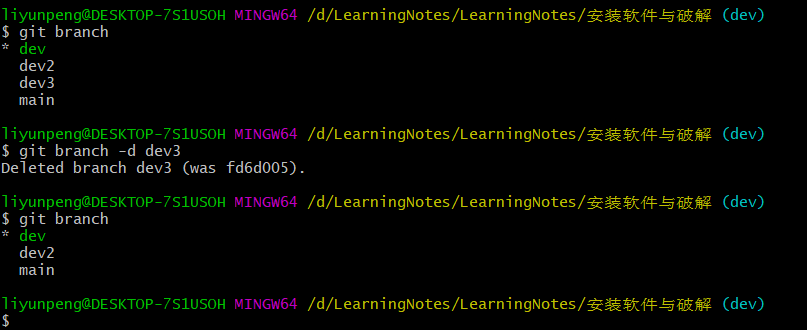 liyunpeng@DESKTOP-7S1USOH MINGW64 /d/LearningNotes/LearningNotes/安装软件与破解 (dev)
$ git branch
* dev
  dev2
  dev3
  main
liyunpeng@DESKTOP-7S1USOH MINGW64 /d/LearningNotes/LearningNotes/安装软件与破解 (dev)
$ git branch -d dev3
Deleted branch dev3 (was fd6d005).
liyunpeng@DESKTOP-7S1USOH MINGW64 /d/LearningNotes/LearningNotes/安装软件与破解 (dev)
$ git branch
* dev
  dev2
  main
liyunpeng@DESKTOP-7S1USOH MINGW64 /d/LearningNotes/LearningNotes/安装软件与破解 (dev)
$